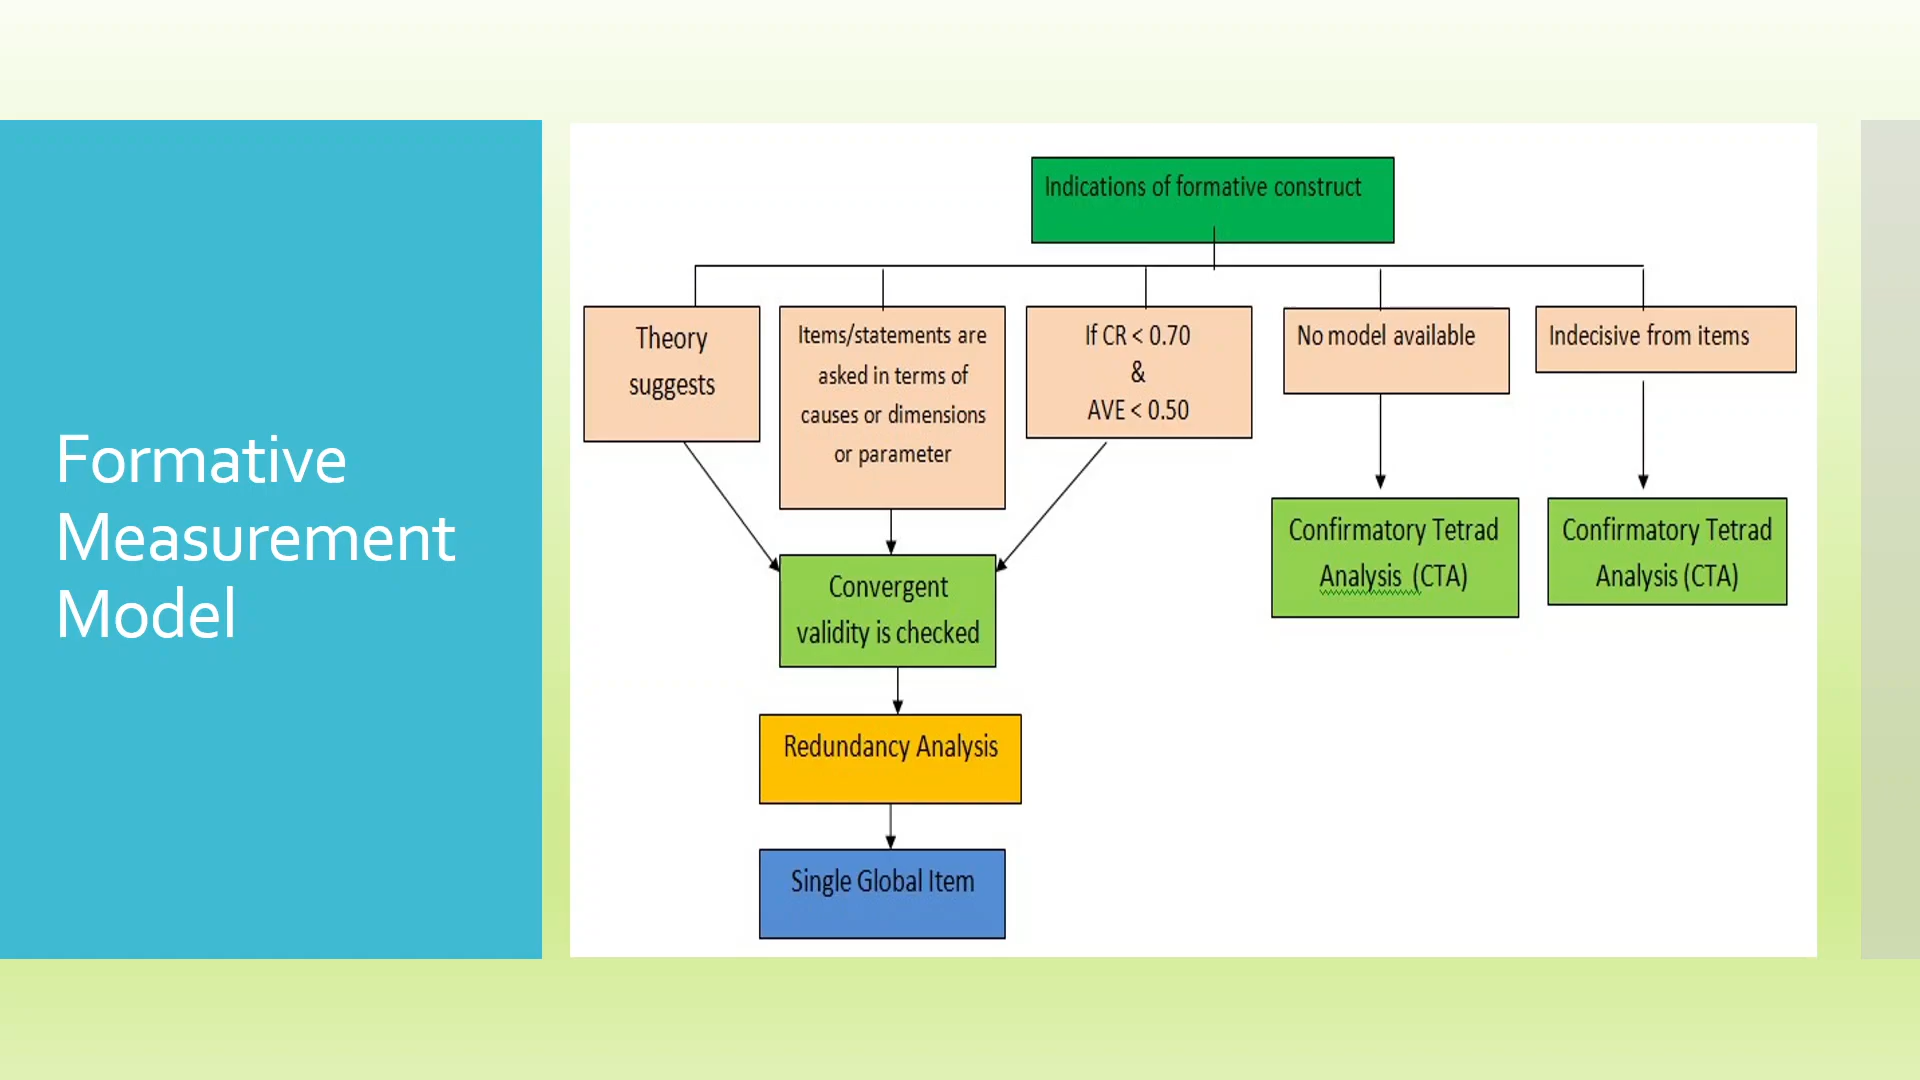 Formative
Measurement
Model
Indications of formative construct
Theory
suggests
Items/statements are
asked in terms of
causes or dimensions
or parameter
If CR < 0.70
&
AVE < 0.50
No model available
Indecisive from items
Confirmatory Tetrad
Analysis (CTA)
Confirmatory Tetrad
Analysis (CTA)
Convergent
validity is checked
Redundancy Analysis
Single Global Item